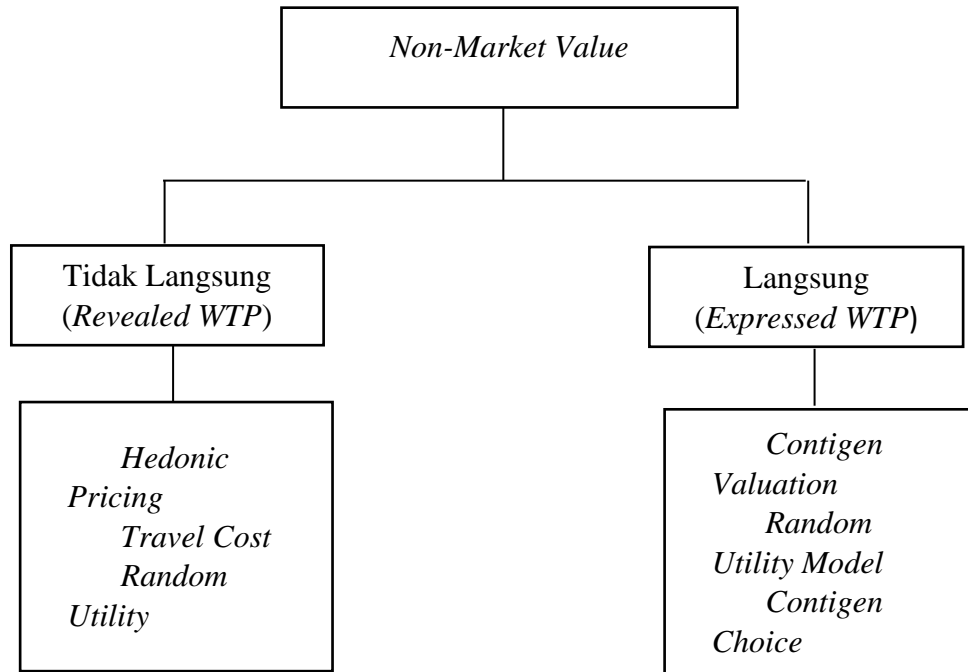 Non-Market Value
Tidak Langsung
(Revealed WTP)
Langsung
(Expressed WTP)
Hedonic
Pricing
Travel Cost
Random
Utility
Contigen
Valuation
Random
Utility Model
Contigen
Choice